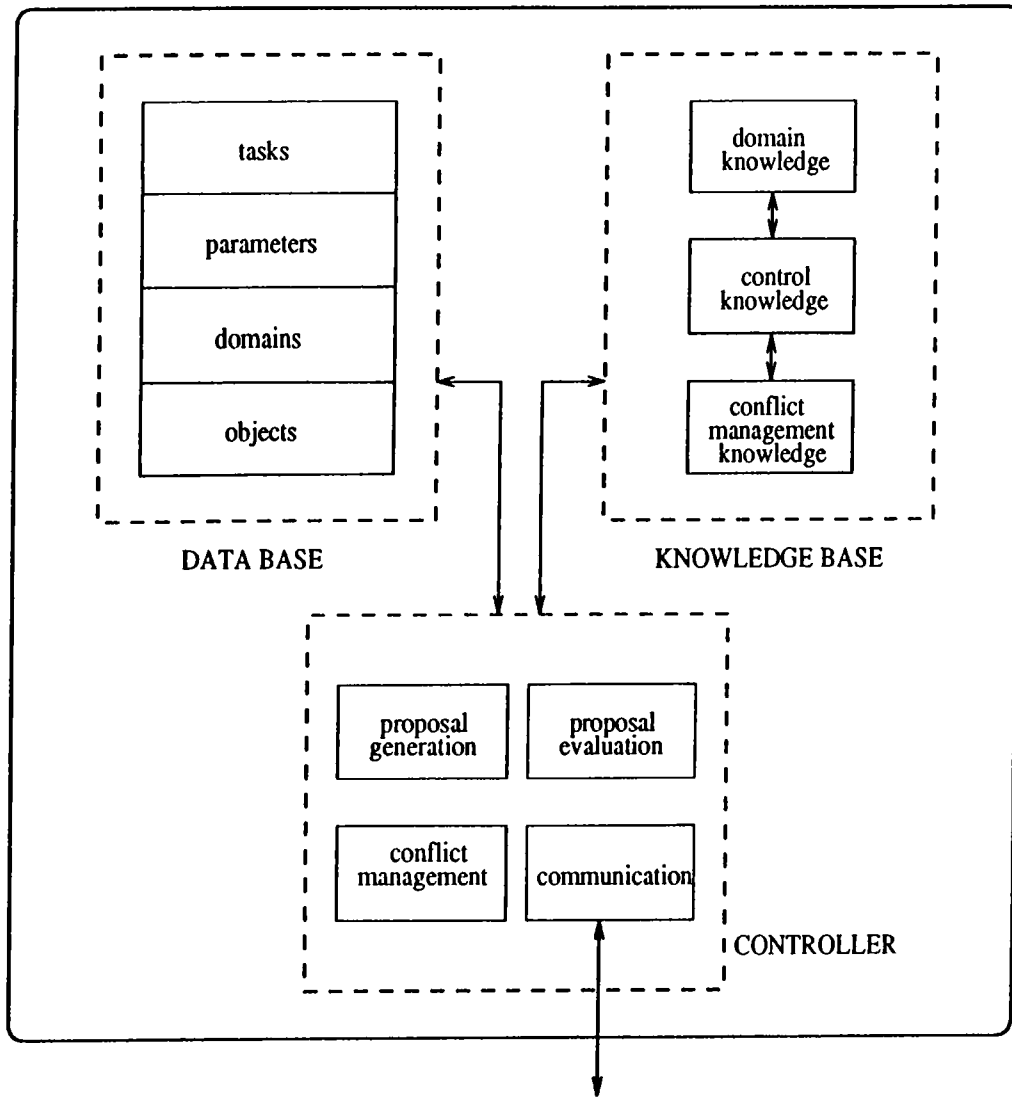 tasks
parameters
domains
objects
DATA BASE
domain
knowledge
control
knowledge
conflict
management
knowledge
KNOWLEDGE BASE
proposal
generation
proposal
evaluation
conflict
management
communication
CONTROLLER